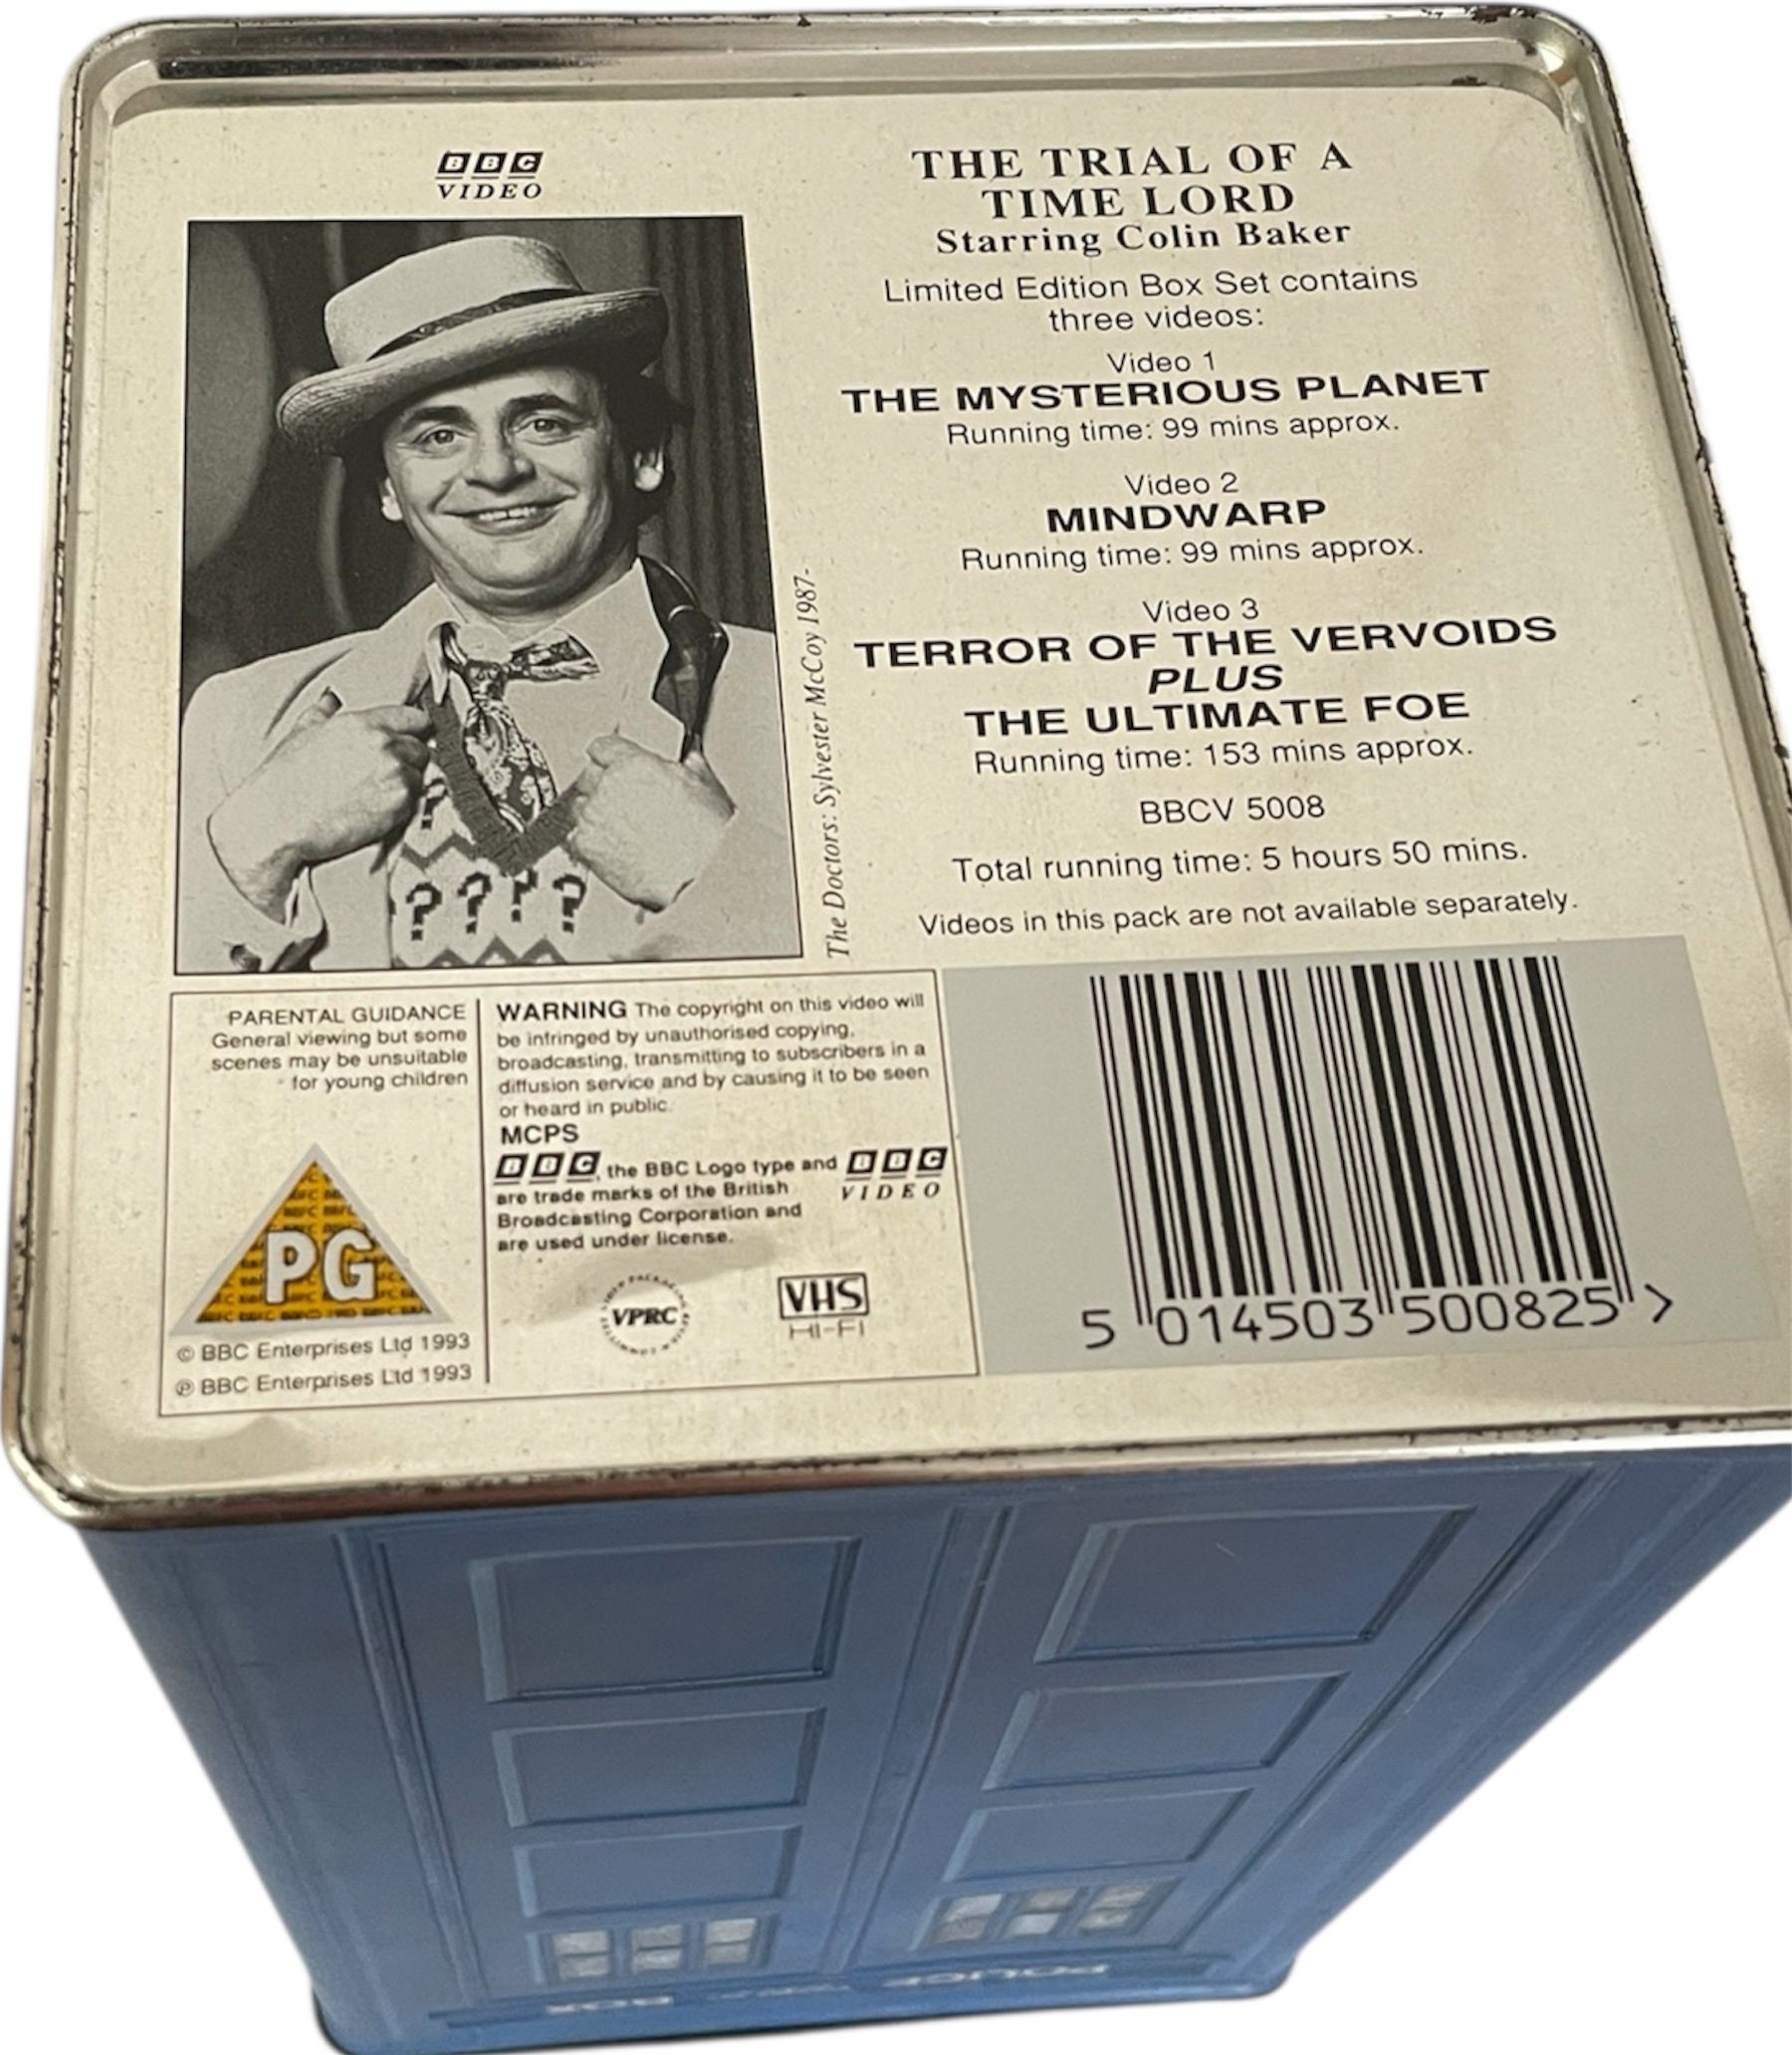 BBC
VIDEO
THE TRIAL OF A
TIME LORD
Starring Colin Baker
Limited Edition Box Set contains
three videos:
Video 1
THE MYSTERIOUS PLANET
Running time: 99 mins approx.
Video 2
MINDWARP
Running time: 99 mins approx.
Video 3
TERROR OF THE VERVOIDS
PLUS
THE ULTIMATE FOE
Running time: 153 mins approx.
BBCV 5008
Total running time: 5 hours 50 mins.
Videos in this pack are not available separately.
The Doctors: Sylvester McCoy 1987-
? ? ? ? ?
PARENTAL GUIDANCE
General viewing but some
scenes may be unsuitable
for young children
PG
© BBC Enterprises Ltd 1993
℗ BBC Enterprises Ltd 1993
WARNING The copyright on this video will
be infringed by unauthorised copying,
broadcasting, transmitting to subscribers in a
diffusion service and by causing it to be seen
or heard in public.
MCPS
BBC, the BBC Logo type and BBC VIDEO
are trade marks of the British
Broadcasting Corporation and
are used under license.
VPRC
VHS
HI-FI
5 014503 500825 >
POLICE BOX